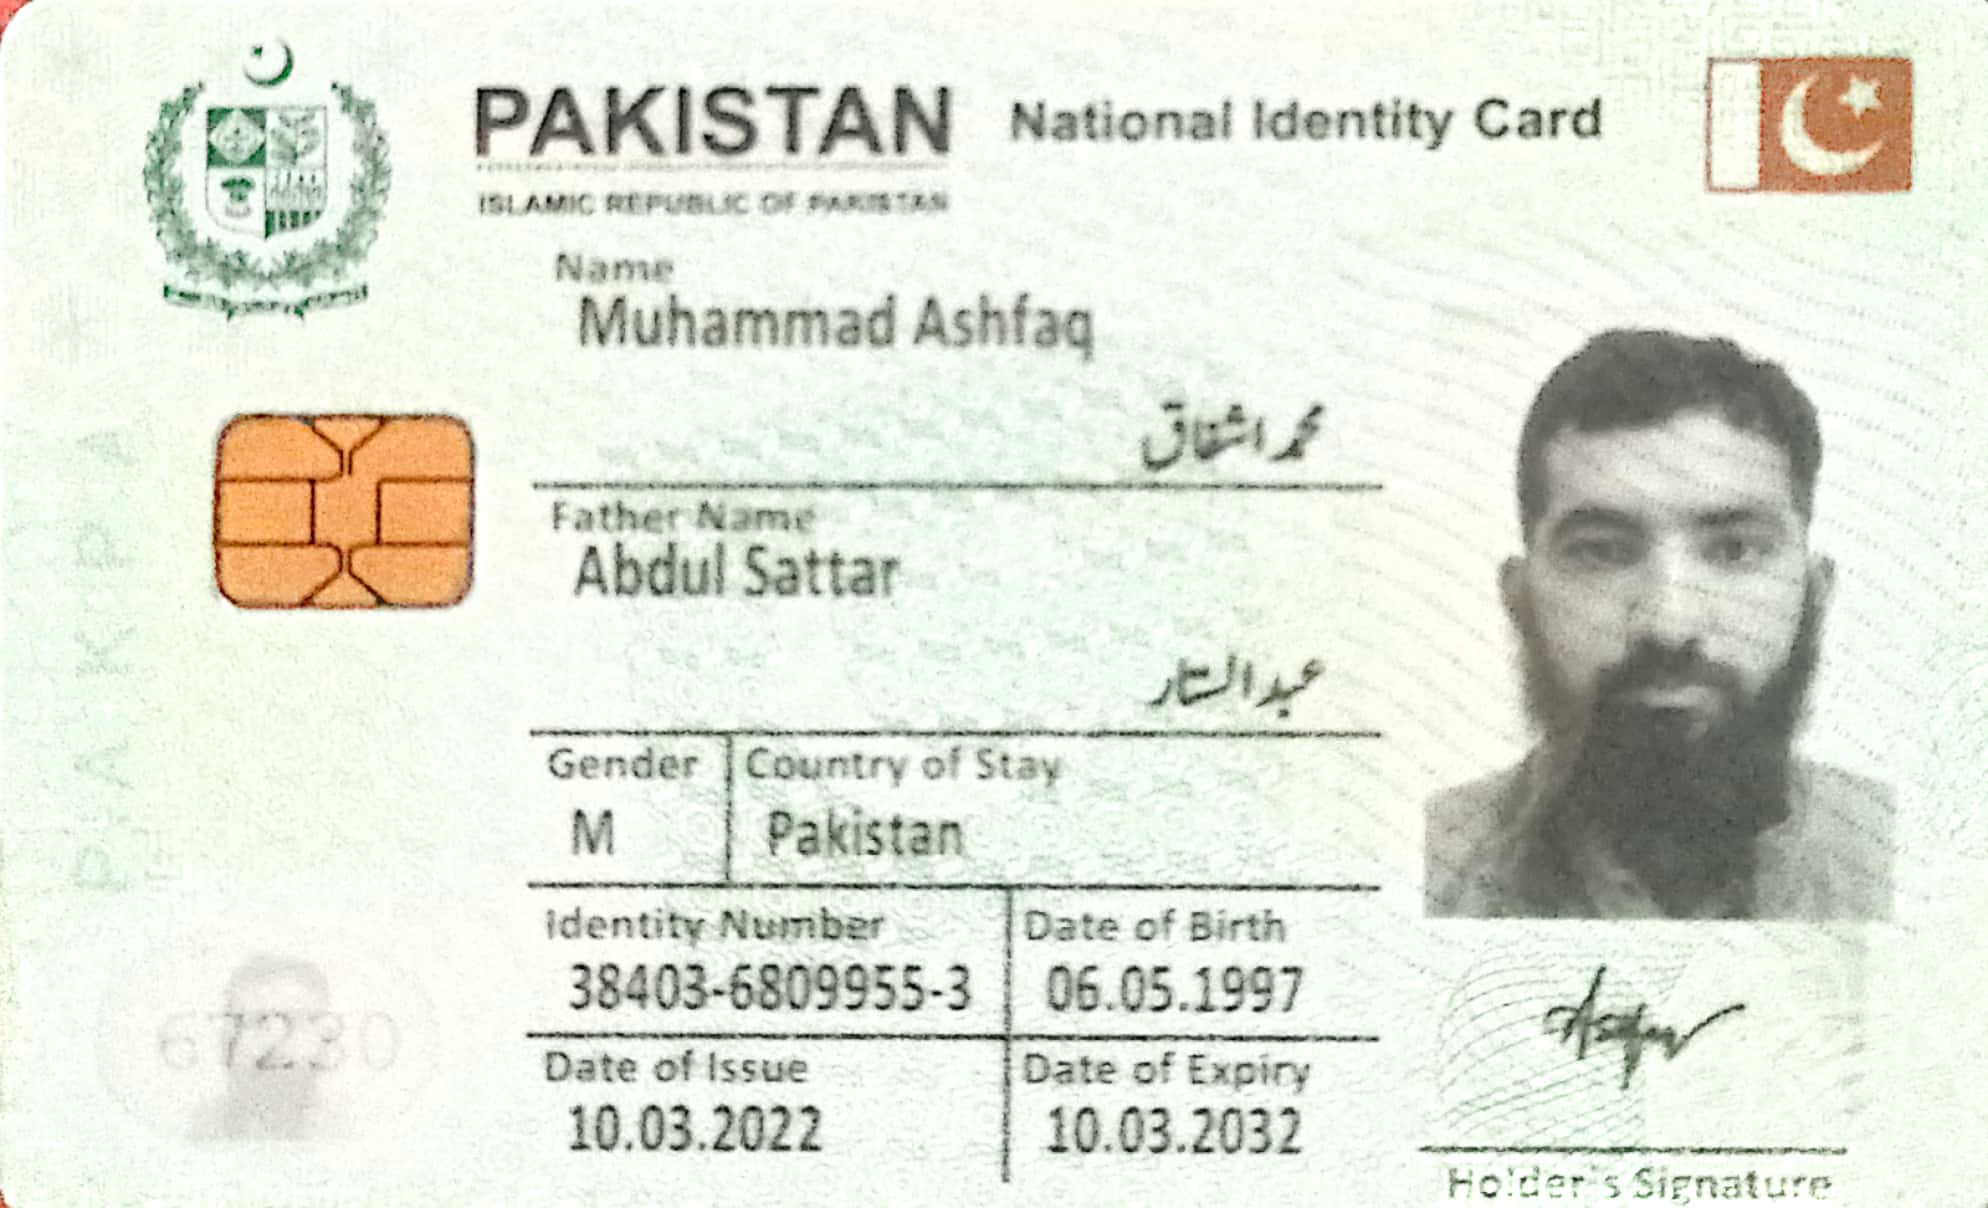 PAKISTAN National Identity Card
ISLAMIC REPUBLIC OF PAKISTAN
Name
Muhammad Ashfaq
محمد اشفاق
Father Name
Abdul Sattar
عبدالستار
Gender Country of Stay
M Pakistan
Identity Number Date of Birth
38403-6809955-3 06.05.1997
67230
Date of Issue Date of Expiry
10.03.2022 10.03.2032
Holder's Signature